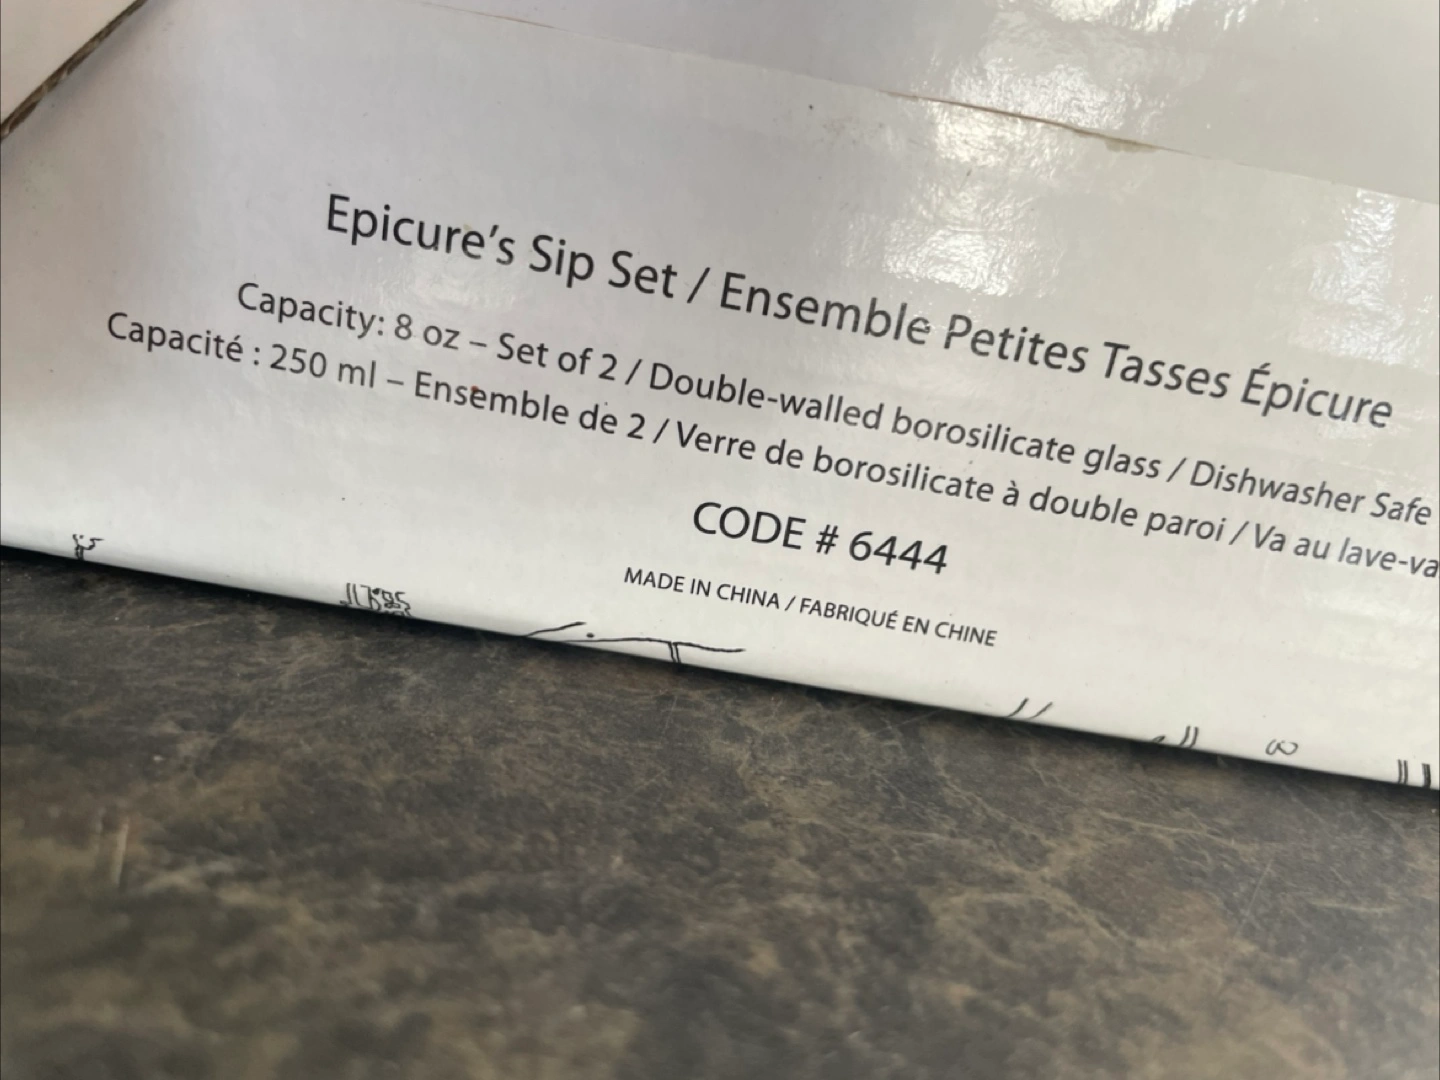 Epicure's Sip Set / Ensemble Petites Tasses Épicure
Capacity: 8 oz – Set of 2 / Double-walled borosilicate glass / Dishwasher Safe
Capacité : 250 ml – Ensemble de 2 / Verre de borosilicate à double paroi / Va au lave-va
CODE # 6444
MADE IN CHINA / FABRIQUÉ EN CHINE